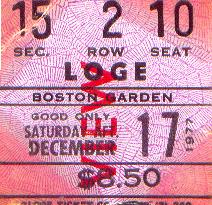 15 2 10
SEC. ROW SEAT
LOGE
BOSTON GARDEN
GOOD ONLY
SATURDAY AFT.
DECEMBER 17 1977
$8.50